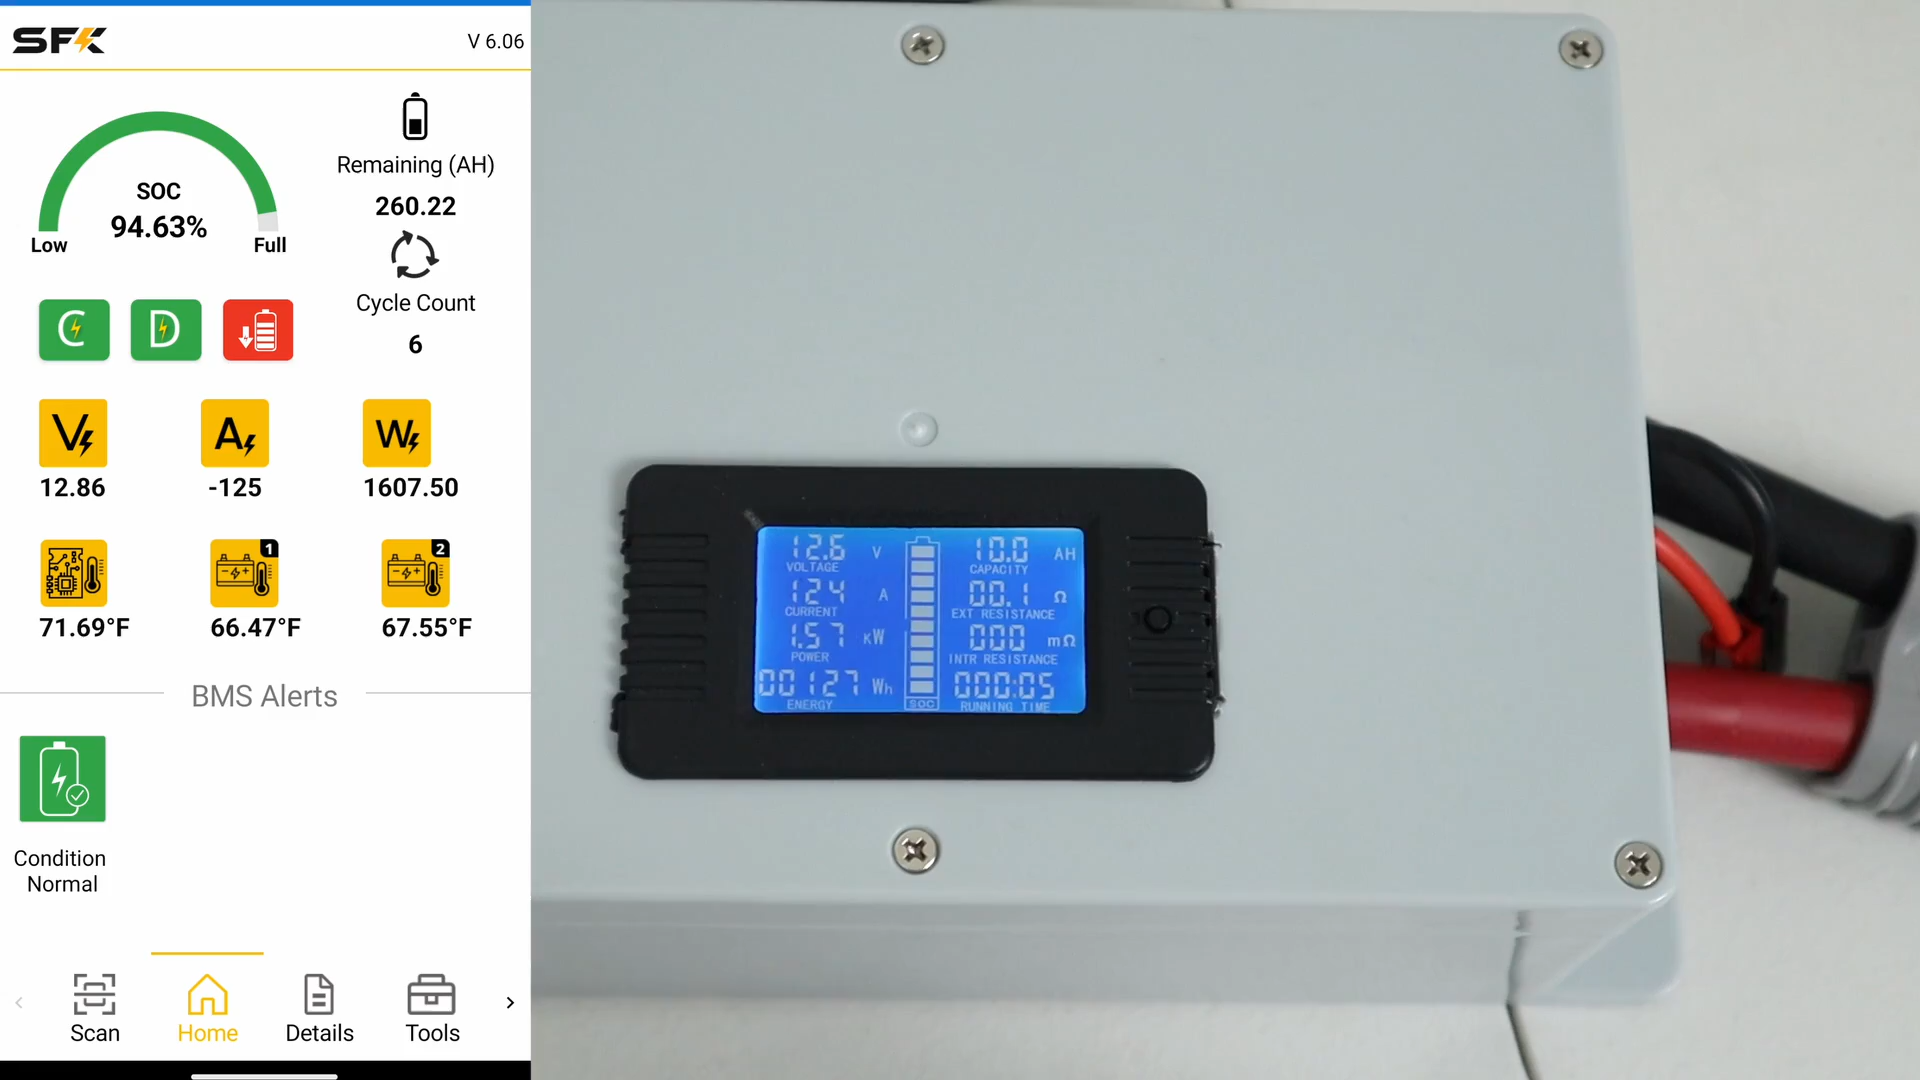 SFK
V 6.06
SOC
94.63%
Low
Full
Remaining (AH)
260.22
Cycle Count
6
C
D
V
A
W
12.86
-125
1607.50
1
2
71.69°F
66.47°F
67.55°F
BMS Alerts
Condition
Normal
Scan
Home
Details
Tools
12.6 V
VOLTAGE
124 A
CURRENT
1.57 kW
POWER
00127 Wh
ENERGY
SOC
10.0 AH
CAPACITY
00.1 Ω
EXT RESISTANCE
000 mΩ
INTR RESISTANCE
000:05
RUNNING TIME